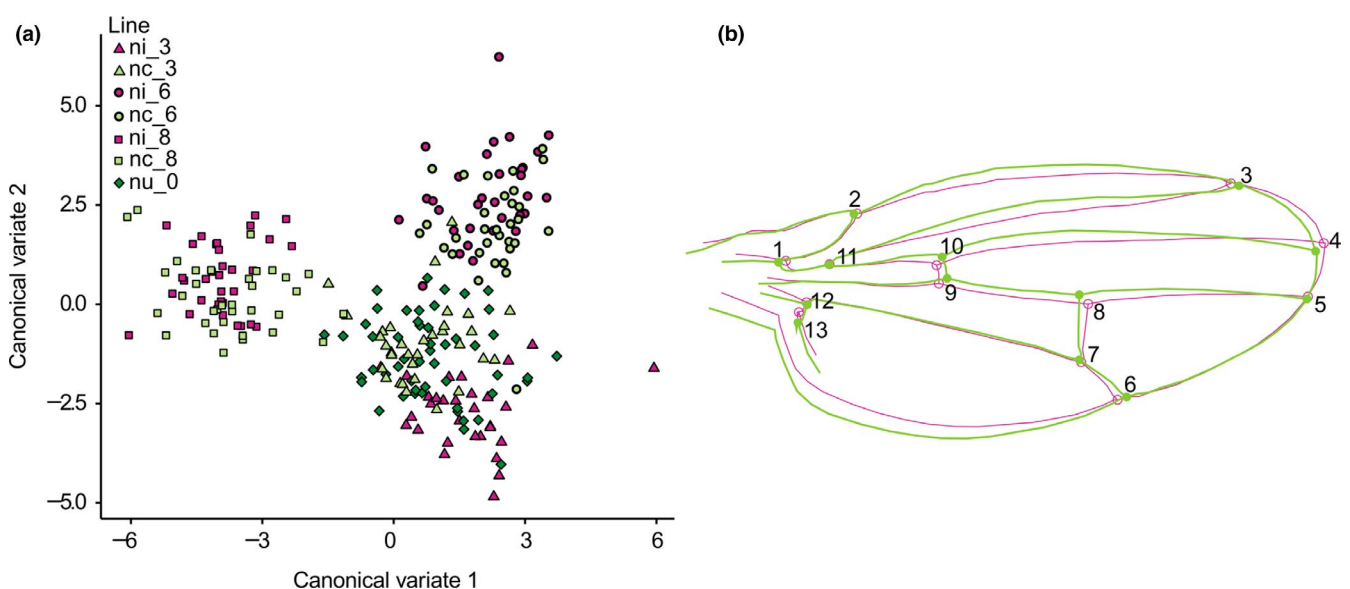 (a)
Line
ni_3
nc_3
ni_6
nc_6
ni_8
nc_8
nu_0
5.0
2.5
0.0
−2.5
−5.0
Canonical variate 2
−6 −3 0 3 6
Canonical variate 1
(b)
1
2
3
4
5
6
7
8
9
10
11
12
13